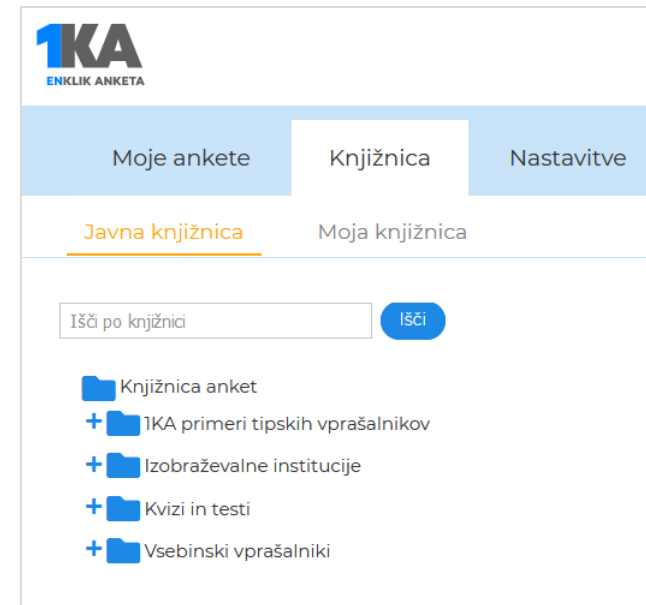 1KA
ENKLIK ANKETA
Moje ankete Knjižnica Nastavitve
Javna knjižnica Moja knjižnica
Išči po knjižnici Išči
Knjižnica anket
+ 1KA primeri tipskih vprašalnikov
+ Izobraževalne institucije
+ Kvizi in testi
+ Vsebinski vprašalniki